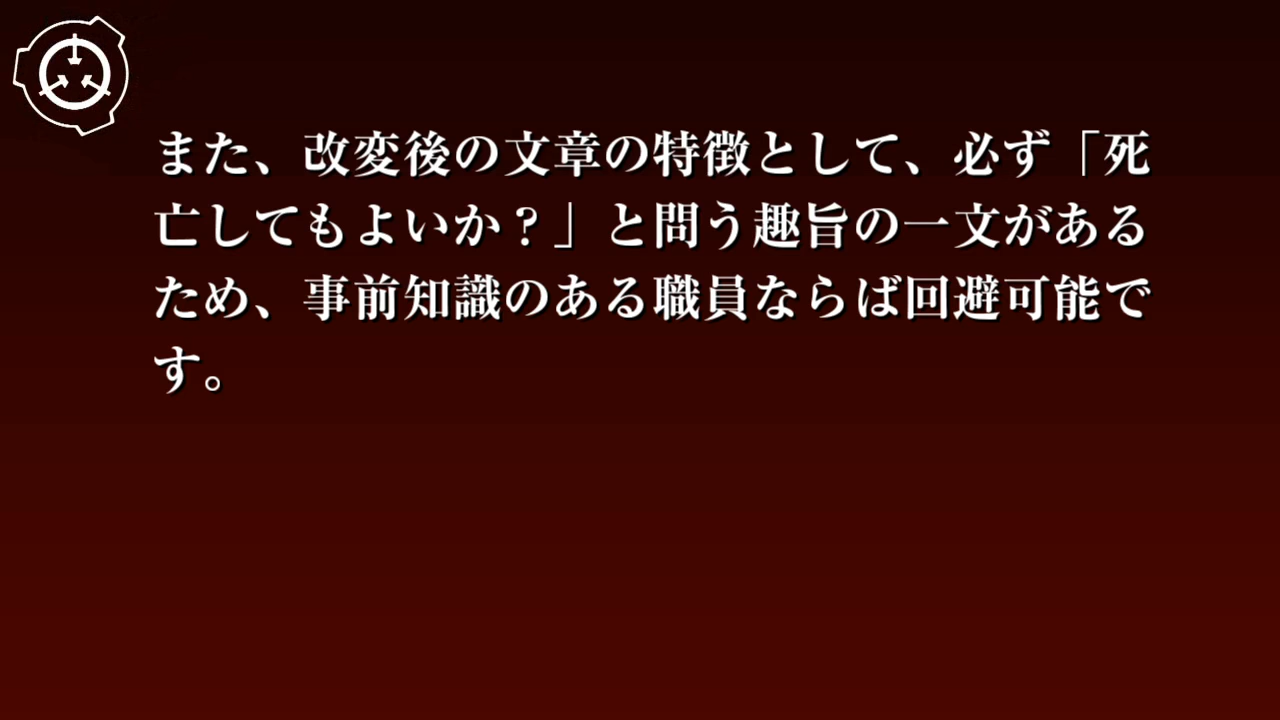 また、改変後の文章の特徴として、必ず「死
亡してもよいか？」と問う趣旨の一文がある
ため、事前知識のある職員ならば回避可能で
す。